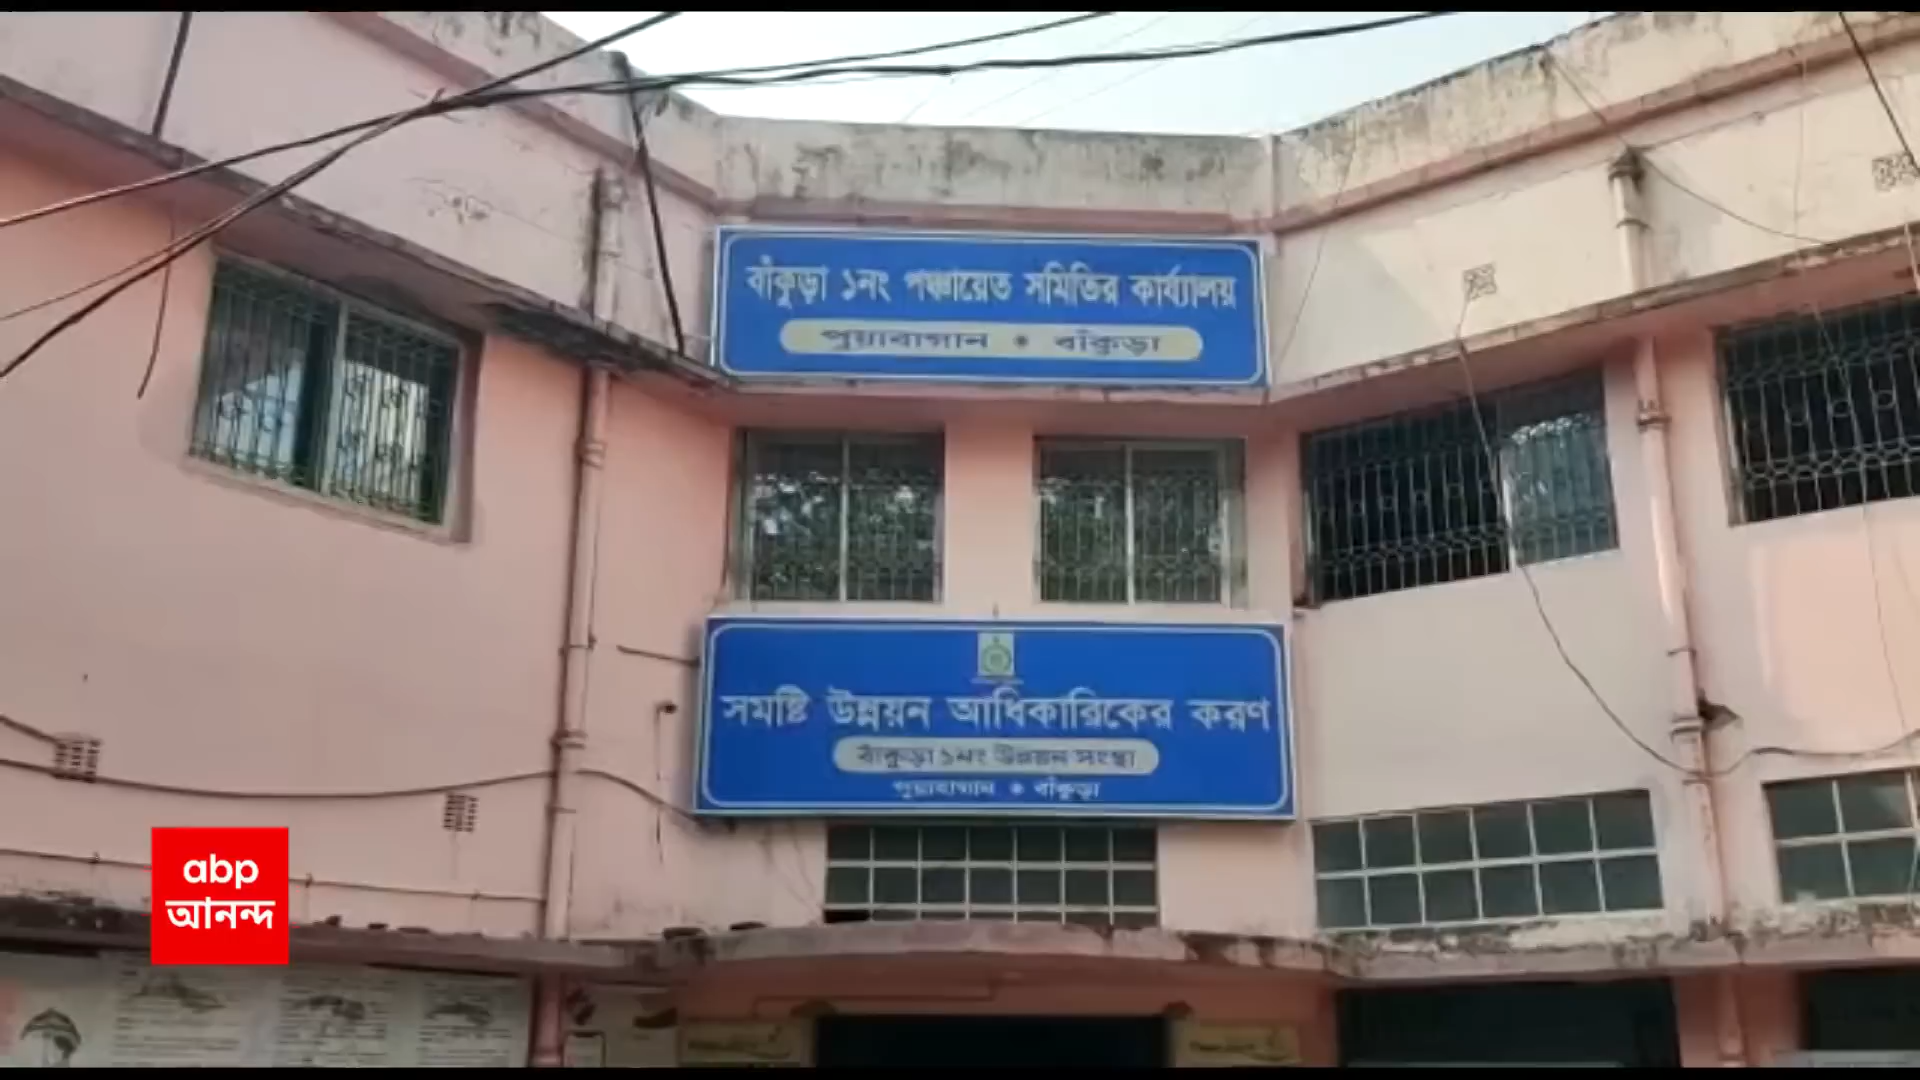 বাঁকুড়া ১নং পঞ্চায়েত সমিতির কার্য্যালয়
পুয়াবাগান * বাঁকুড়া
সমষ্টি উন্নয়ন আধিকারিকের করণ
বাঁকুড়া ১নং উন্নয়ন সংস্থা
পুয়াবাগান * বাঁকুড়া
abp
আনন্দ